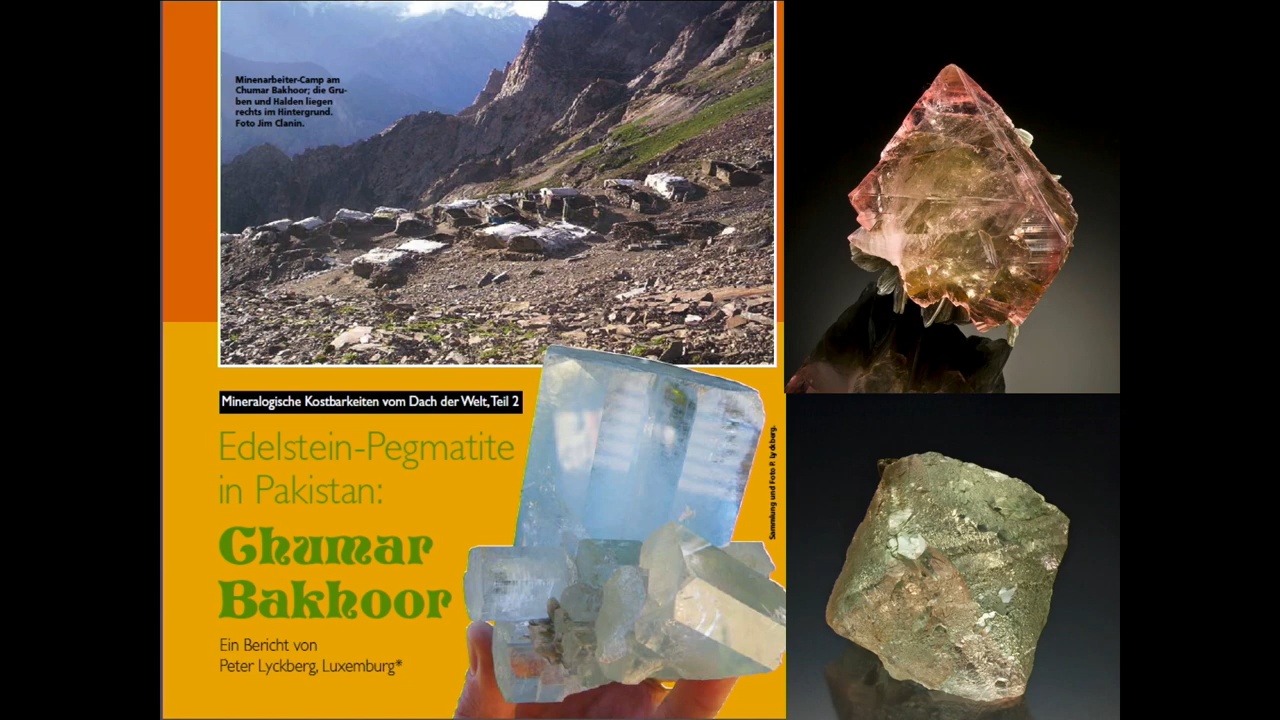 Minenarbeiter-Camp am
Chumar Bakhoor; die Gru-
ben und Halden liegen
rechts im Hintergrund.
Foto Jim Clanin.
Mineralogische Kostbarkeiten vom Dach der Welt, Teil 2
Edelstein-Pegmatite
in Pakistan:
Chumar
Bakhoor
Ein Bericht von
Peter Lyckberg, Luxemburg*
Sammlung und Foto P. Lyckberg.